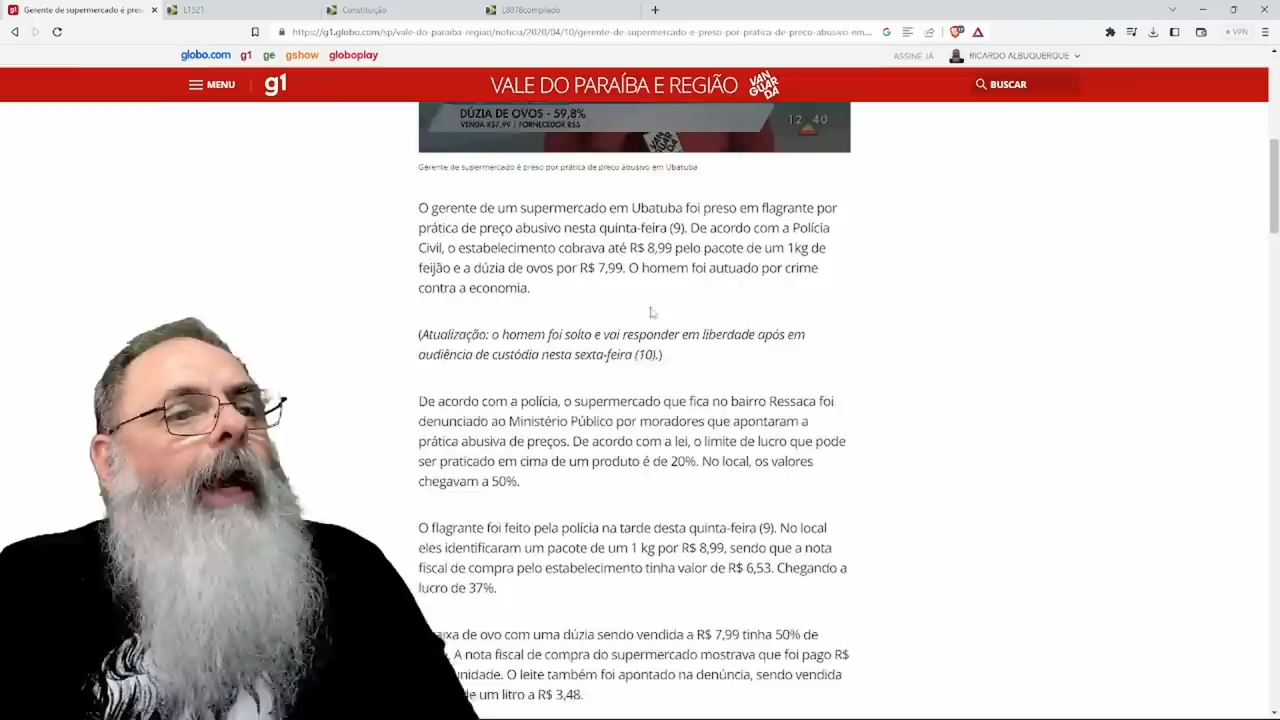 Gerente de supermercado é pres
L1521
Constituição
L8078compilado
https://g1.globo.com/sp/vale-do-paraiba-regiao/noticia/2020/04/10/gerente-de-supermercado-e-preso-por-pratica-de-preco-abusivo-em...
VPN
globo.com g1 ge gshow globoplay
ASSINE JÁ
RICARDO ALBUQUERQUE
MENU
g1
VALE DO PARAÍBA E REGIÃO
VANGUARDA
BUSCAR
DÚZIA DE OVOS - 59,8%
VENDA R$7,99 | FORNECEDOR R$5
12 40
Gerente de supermercado é preso por prática de preço abusivo em Ubatuba
O gerente de um supermercado em Ubatuba foi preso em flagrante por
prática de preço abusivo nesta quinta-feira (9). De acordo com a Polícia
Civil, o estabelecimento cobrava até R$ 8,99 pelo pacote de um 1kg de
feijão e a dúzia de ovos por R$ 7,99. O homem foi autuado por crime
contra a economia.
(Atualização: o homem foi solto e vai responder em liberdade após em
audiência de custódia nesta sexta-feira (10).)
De acordo com a polícia, o supermercado que fica no bairro Ressaca foi
denunciado ao Ministério Público por moradores que apontaram a
prática abusiva de preços. De acordo com a lei, o limite de lucro que pode
ser praticado em cima de um produto é de 20%. No local, os valores
chegavam a 50%.
O flagrante foi feito pela polícia na tarde desta quinta-feira (9). No local
eles identificaram um pacote de um 1 kg por R$ 8,99, sendo que a nota
fiscal de compra pelo estabelecimento tinha valor de R$ 6,53. Chegando a
lucro de 37%.
de ovo com uma dúzia sendo vendida a R$ 7,99 tinha 50% de
A nota fiscal de compra do supermercado mostrava que foi pago R$
O leite também foi apontado na denúncia, sendo vendida
de um litro a R$ 3,48.